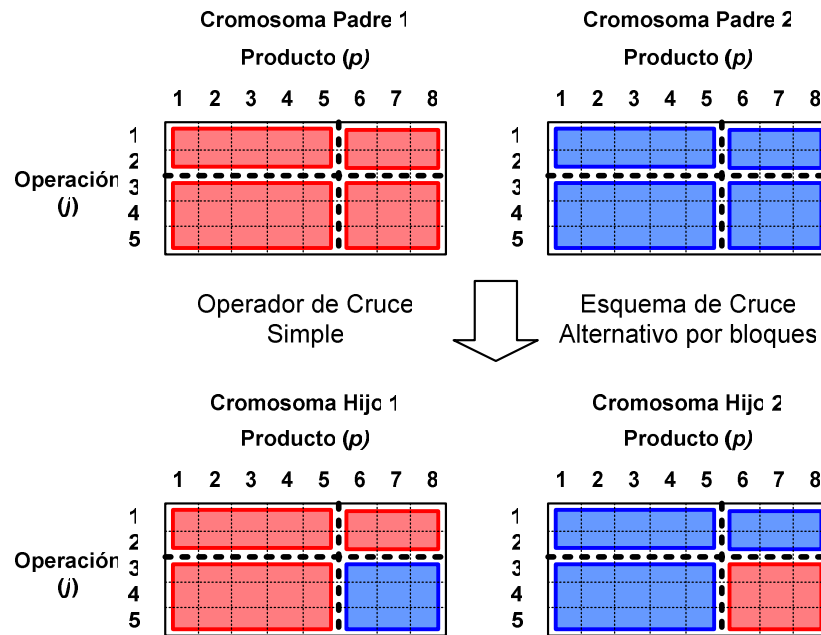 Cromosoma Padre 1
Producto (p)
1 2 3 4 5 6 7 8
Cromosoma Padre 2
Producto (p)
1 2 3 4 5 6 7 8
Operación
(j)
1
2
3
4
5
1
2
3
4
5
Operador de Cruce
Simple
Esquema de Cruce
Alternativo por bloques
Cromosoma Hijo 1
Producto (p)
1 2 3 4 5 6 7 8
Cromosoma Hijo 2
Producto (p)
1 2 3 4 5 6 7 8
Operación
(j)
1
2
3
4
5
1
2
3
4
5